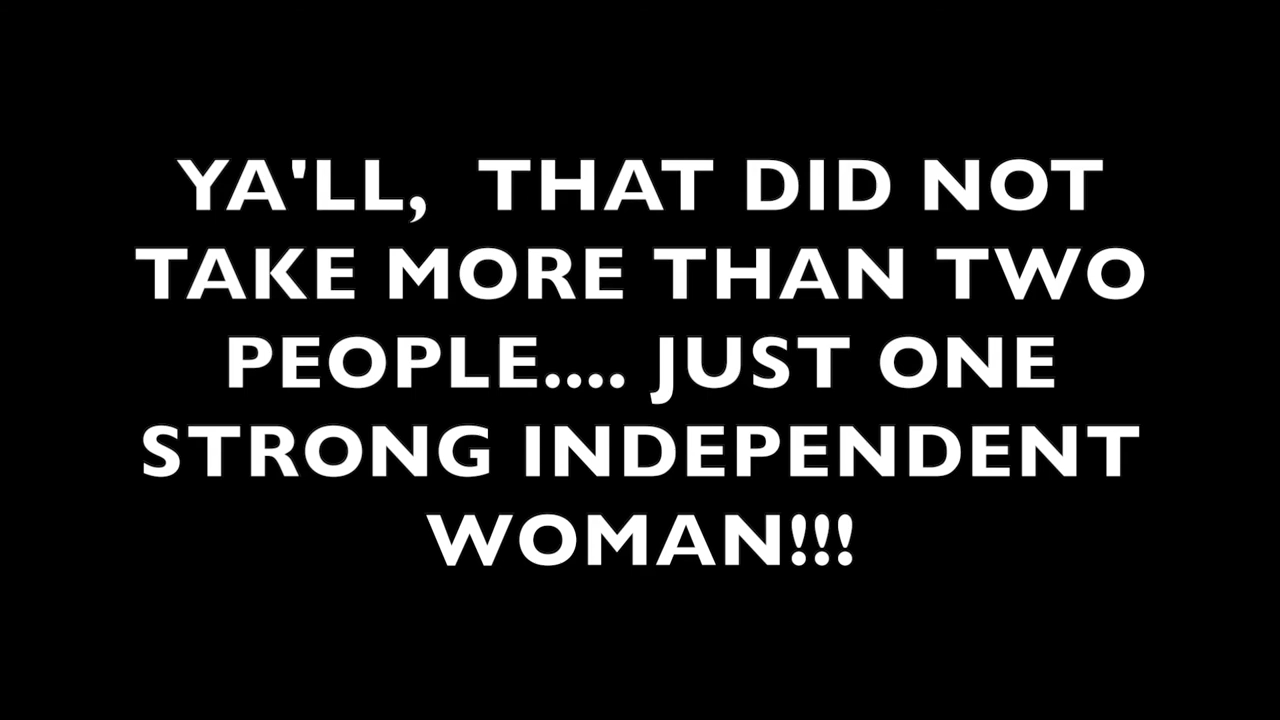 YA'LL,  THAT DID NOT
TAKE MORE THAN TWO
PEOPLE.... JUST ONE
STRONG INDEPENDENT
WOMAN!!!